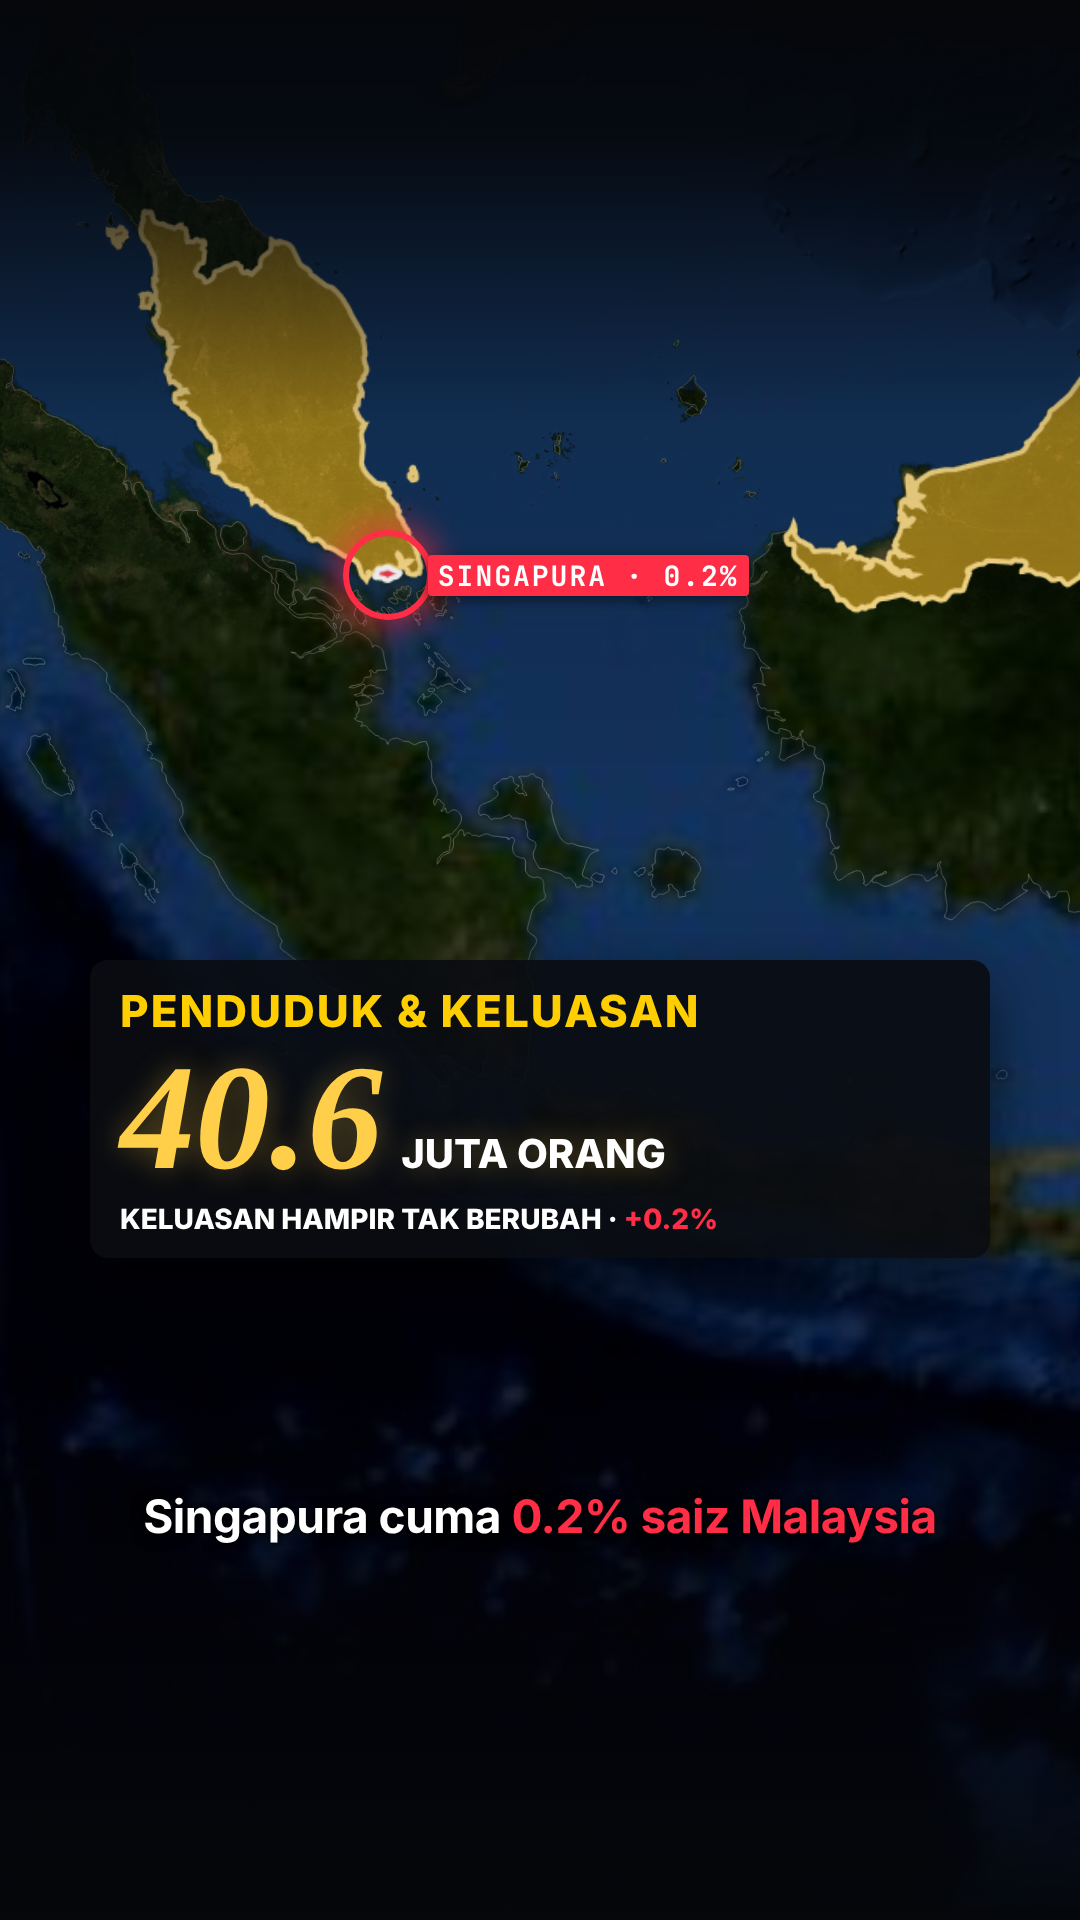 SINGAPURA · 0.2%
PENDUDUK & KELUASAN
40.6 JUTA ORANG
KELUASAN HAMPIR TAK BERUBAH · +0.2%
Singapura cuma 0.2% saiz Malaysia